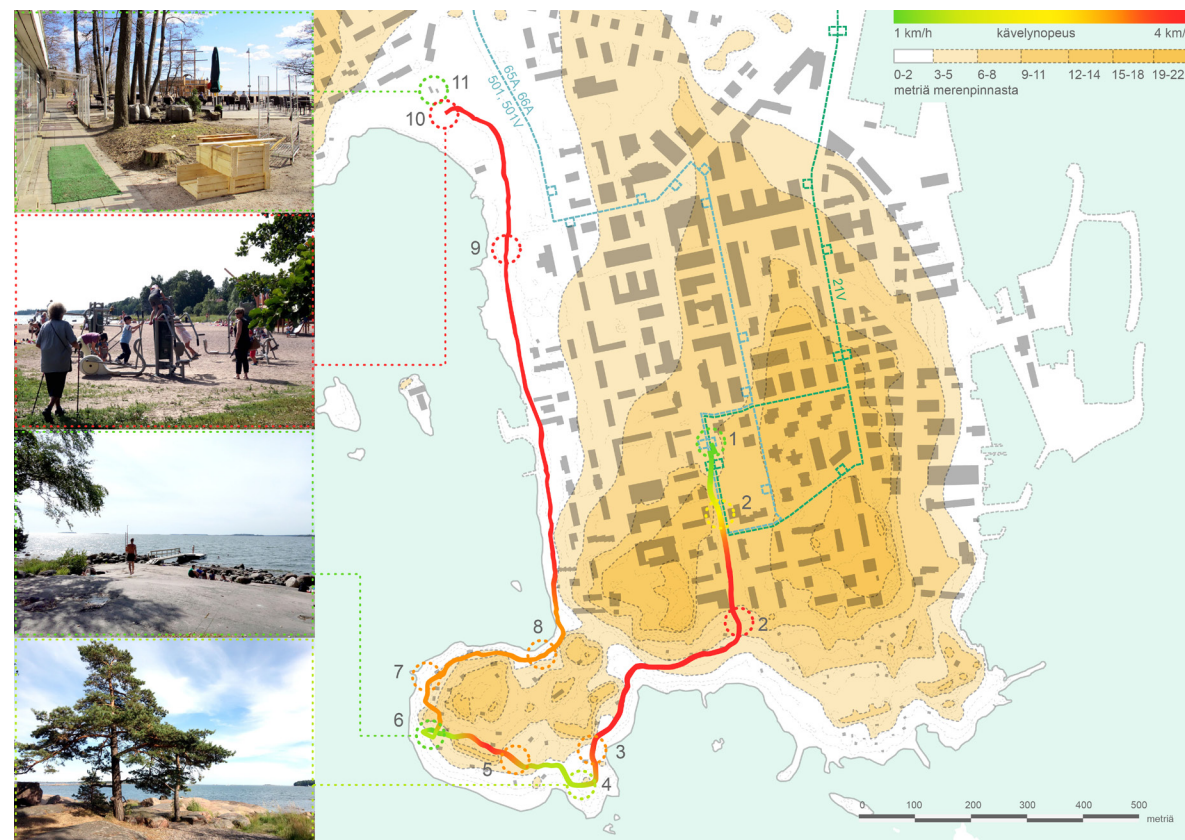 1 km/h kävelynopeus 4 km/
0-2 3-5 6-8 9-11 12-14 15-18 19-22
metriä merenpinnasta
65A, 66A
501, 501V
21V
11
10
9
1
2
2
8
7
6
5
3
4
0 100 200 300 400 500
metriä